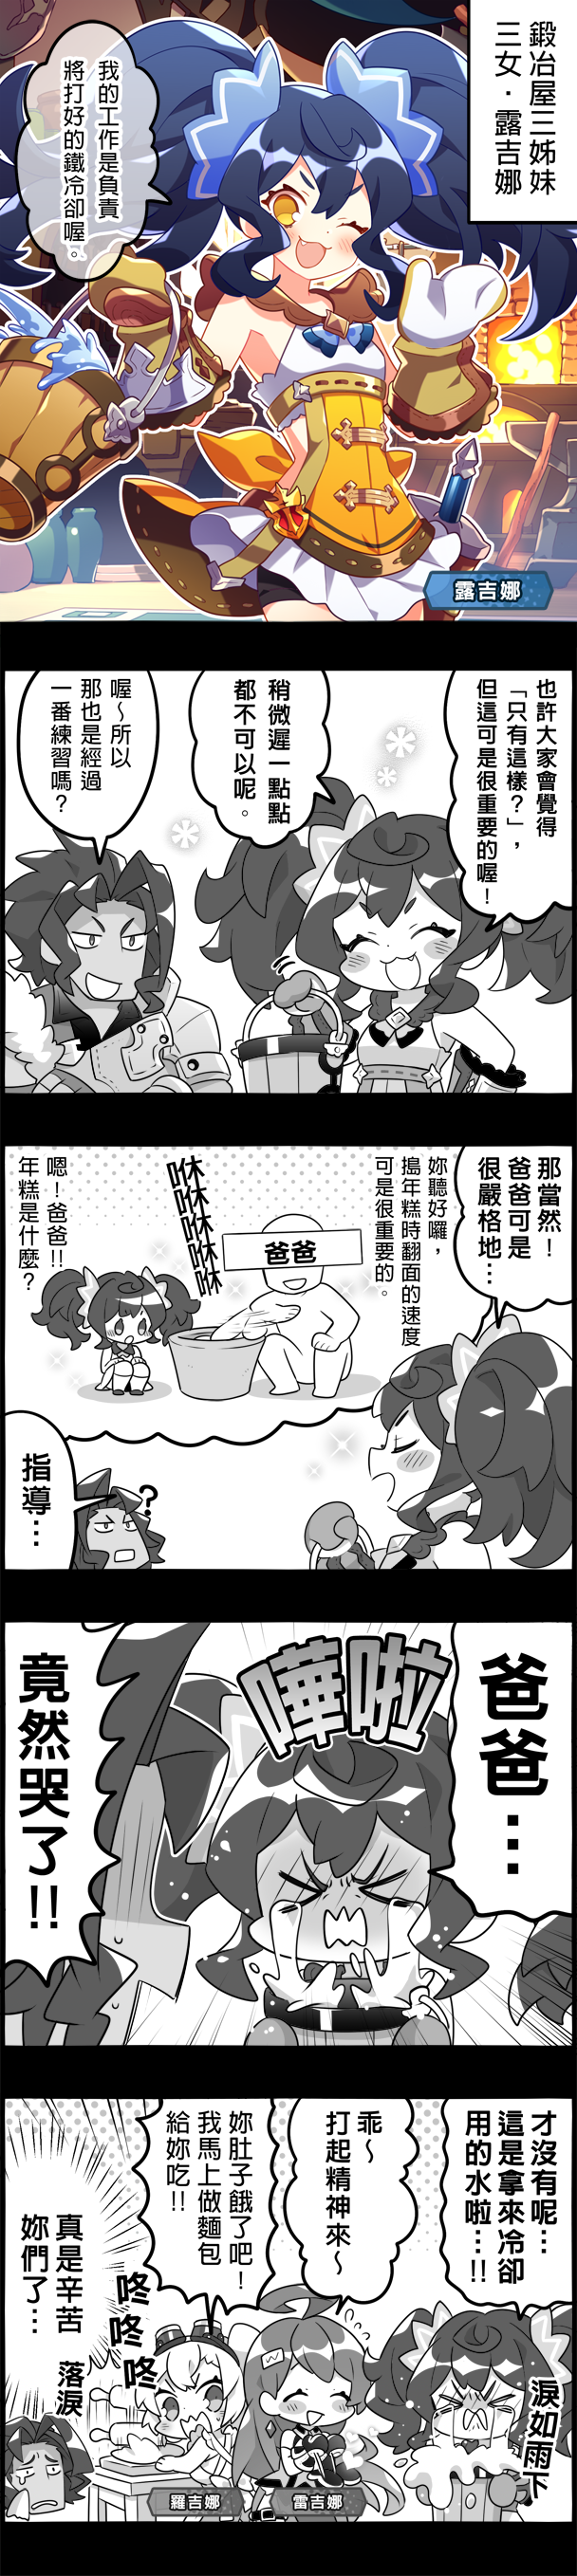 鍛冶屋三姊妹
三女．露吉娜
我的工作是負責
將打好的鐵冷卻喔。
露吉娜
也許大家會覺得
「只有這樣？」，
但這可是很重要的喔！
稍微遲一點點
都不可以呢。
喔～所以
那也是經過
一番練習嗎？
那當然！
爸爸可是
很嚴格地…
妳聽好囉，
搗年糕時翻面的速度
可是很重要的。
爸爸
咻咻咻咻咻
嗯！爸爸!!
年糕是什麼？
?
指導…
爸爸…
嘩啦
竟然哭了!!
才沒有呢…
這是拿來冷卻
用的水啦…!!
淚如雨下
乖～
打起精神來～
妳肚子餓了吧！
我馬上做麵包
給妳吃!!
咚咚咚
真是辛苦
妳們了…
落淚
雷吉娜
羅吉娜